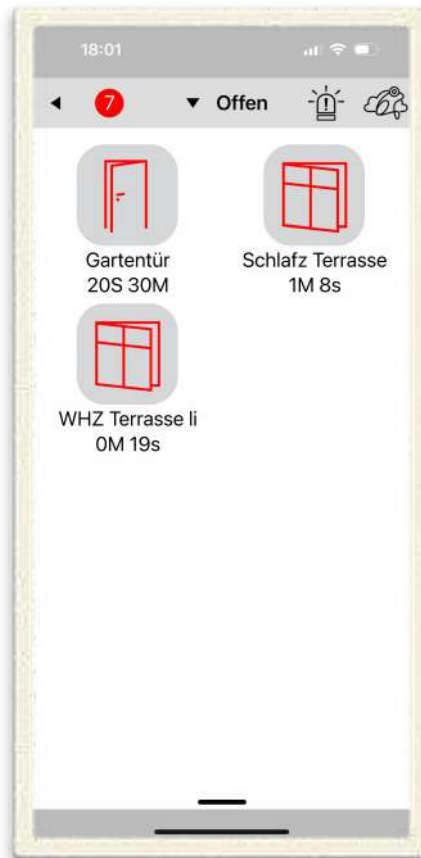 18:01
7
▼ Offen
Gartentür
20S 30M
Schlafz Terrasse
1M 8s
WHZ Terrasse li
0M 19s